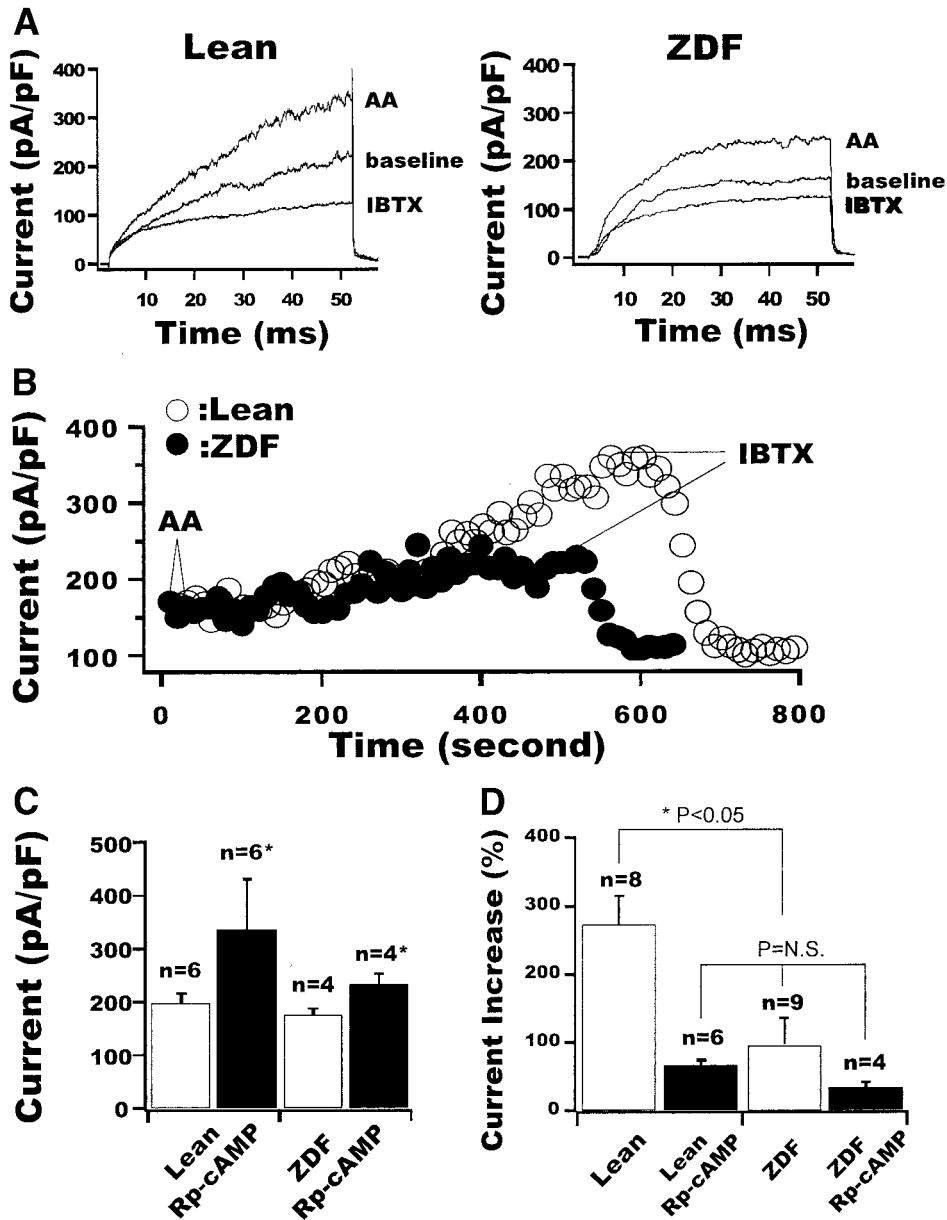 A
Lean
ZDF
Current (pA/pF)
400
300
200
100
0
AA
baseline
IBTX
10 20 30 40 50
Time (ms)
Current (pA/pF)
400
300
200
100
0
AA
baseline
IBTX
10 20 30 40 50
Time (ms)
B
:Lean
:ZDF
Current (pA/pF)
400
300
200
100
AA
IBTX
0 200 400 600 800
Time (second)
C
Current (pA/pF)
500
400
300
200
100
0
n=6
n=6*
n=4
n=4*
Lean
Rp-cAMP
ZDF
Rp-cAMP
D
Current Increase (%)
400
300
200
100
0
* P<0.05
P=N.S.
n=8
n=6
n=9
n=4
Lean
Lean
Rp-cAMP
ZDF
ZDF
Rp-cAMP